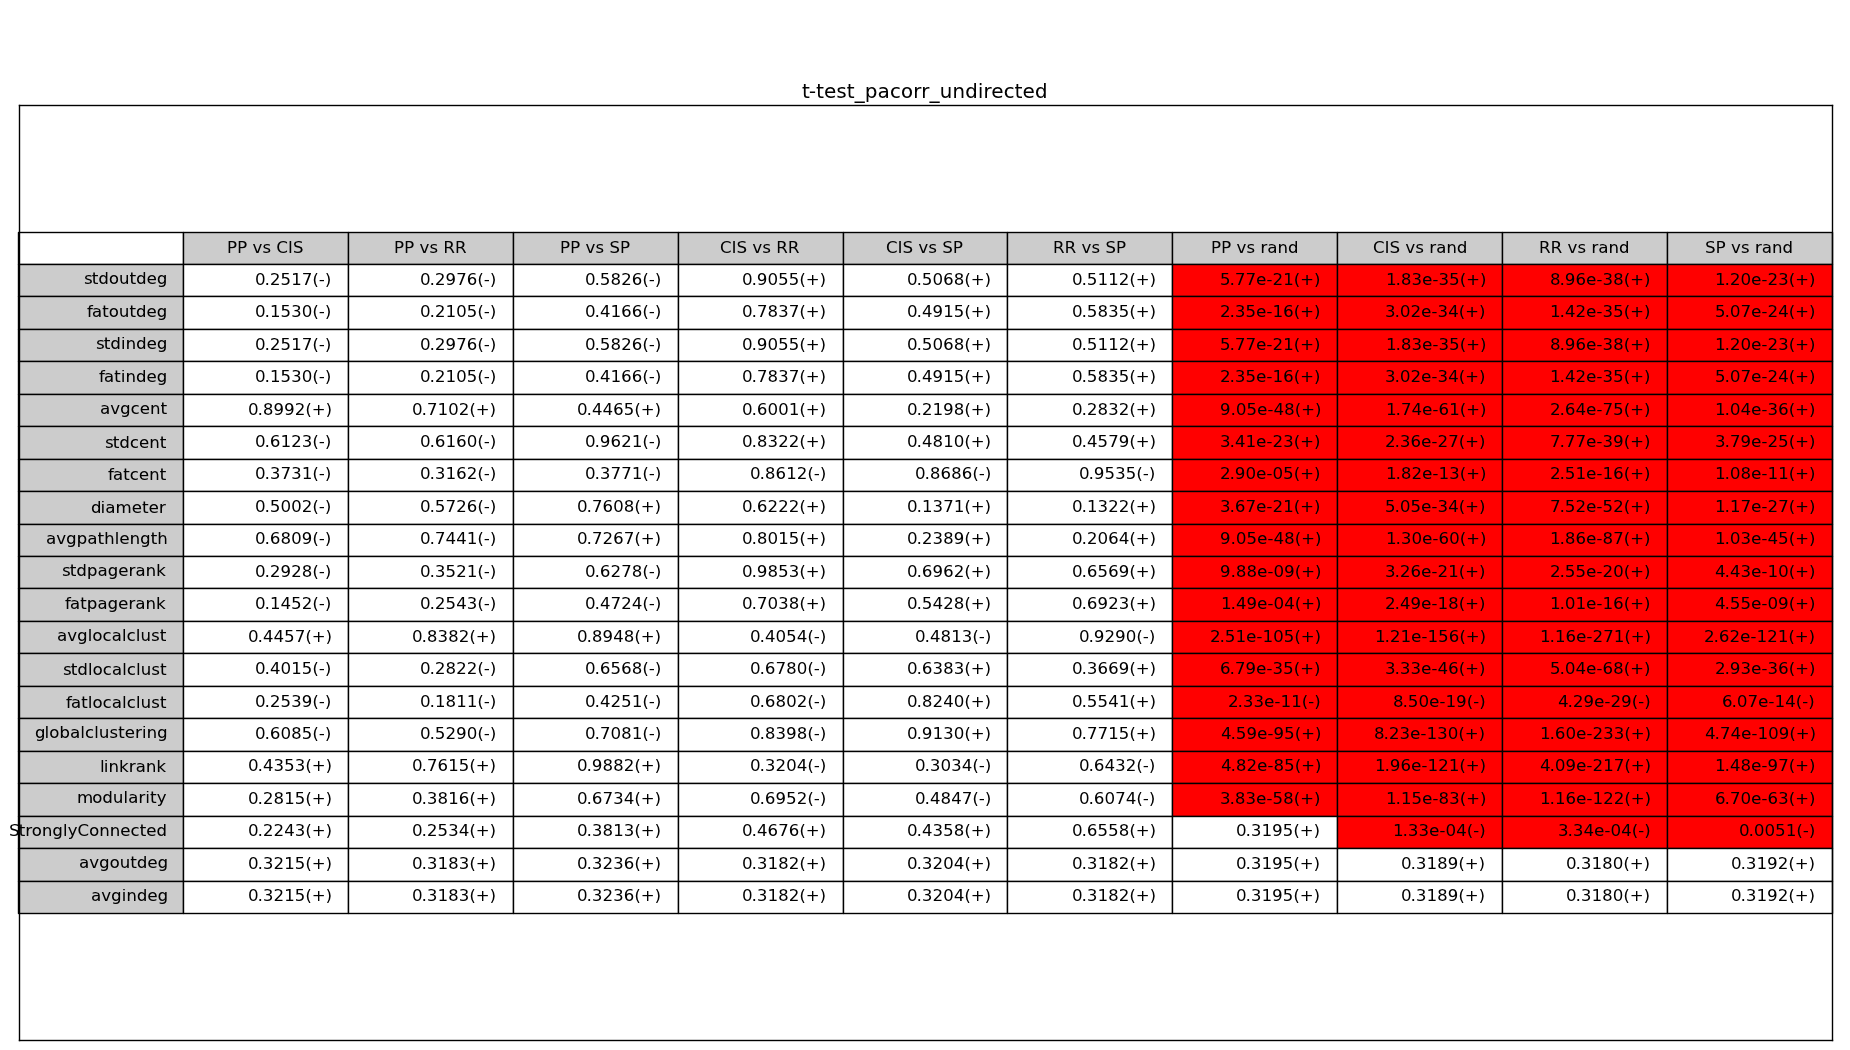 t-test_pacorr_undirected
PP vs CIS PP vs RR PP vs SP CIS vs RR CIS vs SP RR vs SP PP vs rand CIS vs rand RR vs rand SP vs rand
stdoutdeg 0.2517(-) 0.2976(-) 0.5826(-) 0.9055(+) 0.5068(+) 0.5112(+) 5.77e-21(+) 1.83e-35(+) 8.96e-38(+) 1.20e-23(+)
fatoutdeg 0.1530(-) 0.2105(-) 0.4166(-) 0.7837(+) 0.4915(+) 0.5835(+) 2.35e-16(+) 3.02e-34(+) 1.42e-35(+) 5.07e-24(+)
stdindeg 0.2517(-) 0.2976(-) 0.5826(-) 0.9055(+) 0.5068(+) 0.5112(+) 5.77e-21(+) 1.83e-35(+) 8.96e-38(+) 1.20e-23(+)
fatindeg 0.1530(-) 0.2105(-) 0.4166(-) 0.7837(+) 0.4915(+) 0.5835(+) 2.35e-16(+) 3.02e-34(+) 1.42e-35(+) 5.07e-24(+)
avgcent 0.8992(+) 0.7102(+) 0.4465(+) 0.6001(+) 0.2198(+) 0.2832(+) 9.05e-48(+) 1.74e-61(+) 2.64e-75(+) 1.04e-36(+)
stdcent 0.6123(-) 0.6160(-) 0.9621(-) 0.8322(+) 0.4810(+) 0.4579(+) 3.41e-23(+) 2.36e-27(+) 7.77e-39(+) 3.79e-25(+)
fatcent 0.3731(-) 0.3162(-) 0.3771(-) 0.8612(-) 0.8686(-) 0.9535(-) 2.90e-05(+) 1.82e-13(+) 2.51e-16(+) 1.08e-11(+)
diameter 0.5002(-) 0.5726(-) 0.7608(+) 0.6222(+) 0.1371(+) 0.1322(+) 3.67e-21(+) 5.05e-34(+) 7.52e-52(+) 1.17e-27(+)
avgpathlength 0.6809(-) 0.7441(-) 0.7267(+) 0.8015(+) 0.2389(+) 0.2064(+) 9.05e-48(+) 1.30e-60(+) 1.86e-87(+) 1.03e-45(+)
stdpagerank 0.2928(-) 0.3521(-) 0.6278(-) 0.9853(+) 0.6962(+) 0.6569(+) 9.88e-09(+) 3.26e-21(+) 2.55e-20(+) 4.43e-10(+)
fatpagerank 0.1452(-) 0.2543(-) 0.4724(-) 0.7038(+) 0.5428(+) 0.6923(+) 1.49e-04(+) 2.49e-18(+) 1.01e-16(+) 4.55e-09(+)
avglocalclust 0.4457(+) 0.8382(+) 0.8948(+) 0.4054(-) 0.4813(-) 0.9290(-) 2.51e-105(+) 1.21e-156(+) 1.16e-271(+) 2.62e-121(+)
stdlocalclust 0.4015(-) 0.2822(-) 0.6568(-) 0.6780(-) 0.6383(+) 0.3669(+) 6.79e-35(+) 3.33e-46(+) 5.04e-68(+) 2.93e-36(+)
fatlocalclust 0.2539(-) 0.1811(-) 0.4251(-) 0.6802(-) 0.8240(+) 0.5541(+) 2.33e-11(-) 8.50e-19(-) 4.29e-29(-) 6.07e-14(-)
globalclustering 0.6085(-) 0.5290(-) 0.7081(-) 0.8398(-) 0.9130(+) 0.7715(+) 4.59e-95(+) 8.23e-130(+) 1.60e-233(+) 4.74e-109(+)
linkrank 0.4353(+) 0.7615(+) 0.9882(+) 0.3204(-) 0.3034(-) 0.6432(-) 4.82e-85(+) 1.96e-121(+) 4.09e-217(+) 1.48e-97(+)
modularity 0.2815(+) 0.3816(+) 0.6734(+) 0.6952(-) 0.4847(-) 0.6074(-) 3.83e-58(+) 1.15e-83(+) 1.16e-122(+) 6.70e-63(+)
StronglyConnected 0.2243(+) 0.2534(+) 0.3813(+) 0.4676(+) 0.4358(+) 0.6558(+) 0.3195(+) 1.33e-04(-) 3.34e-04(-) 0.0051(-)
avgoutdeg 0.3215(+) 0.3183(+) 0.3236(+) 0.3182(+) 0.3204(+) 0.3182(+) 0.3195(+) 0.3189(+) 0.3180(+) 0.3192(+)
avgindeg 0.3215(+) 0.3183(+) 0.3236(+) 0.3182(+) 0.3204(+) 0.3182(+) 0.3195(+) 0.3189(+) 0.3180(+) 0.3192(+)